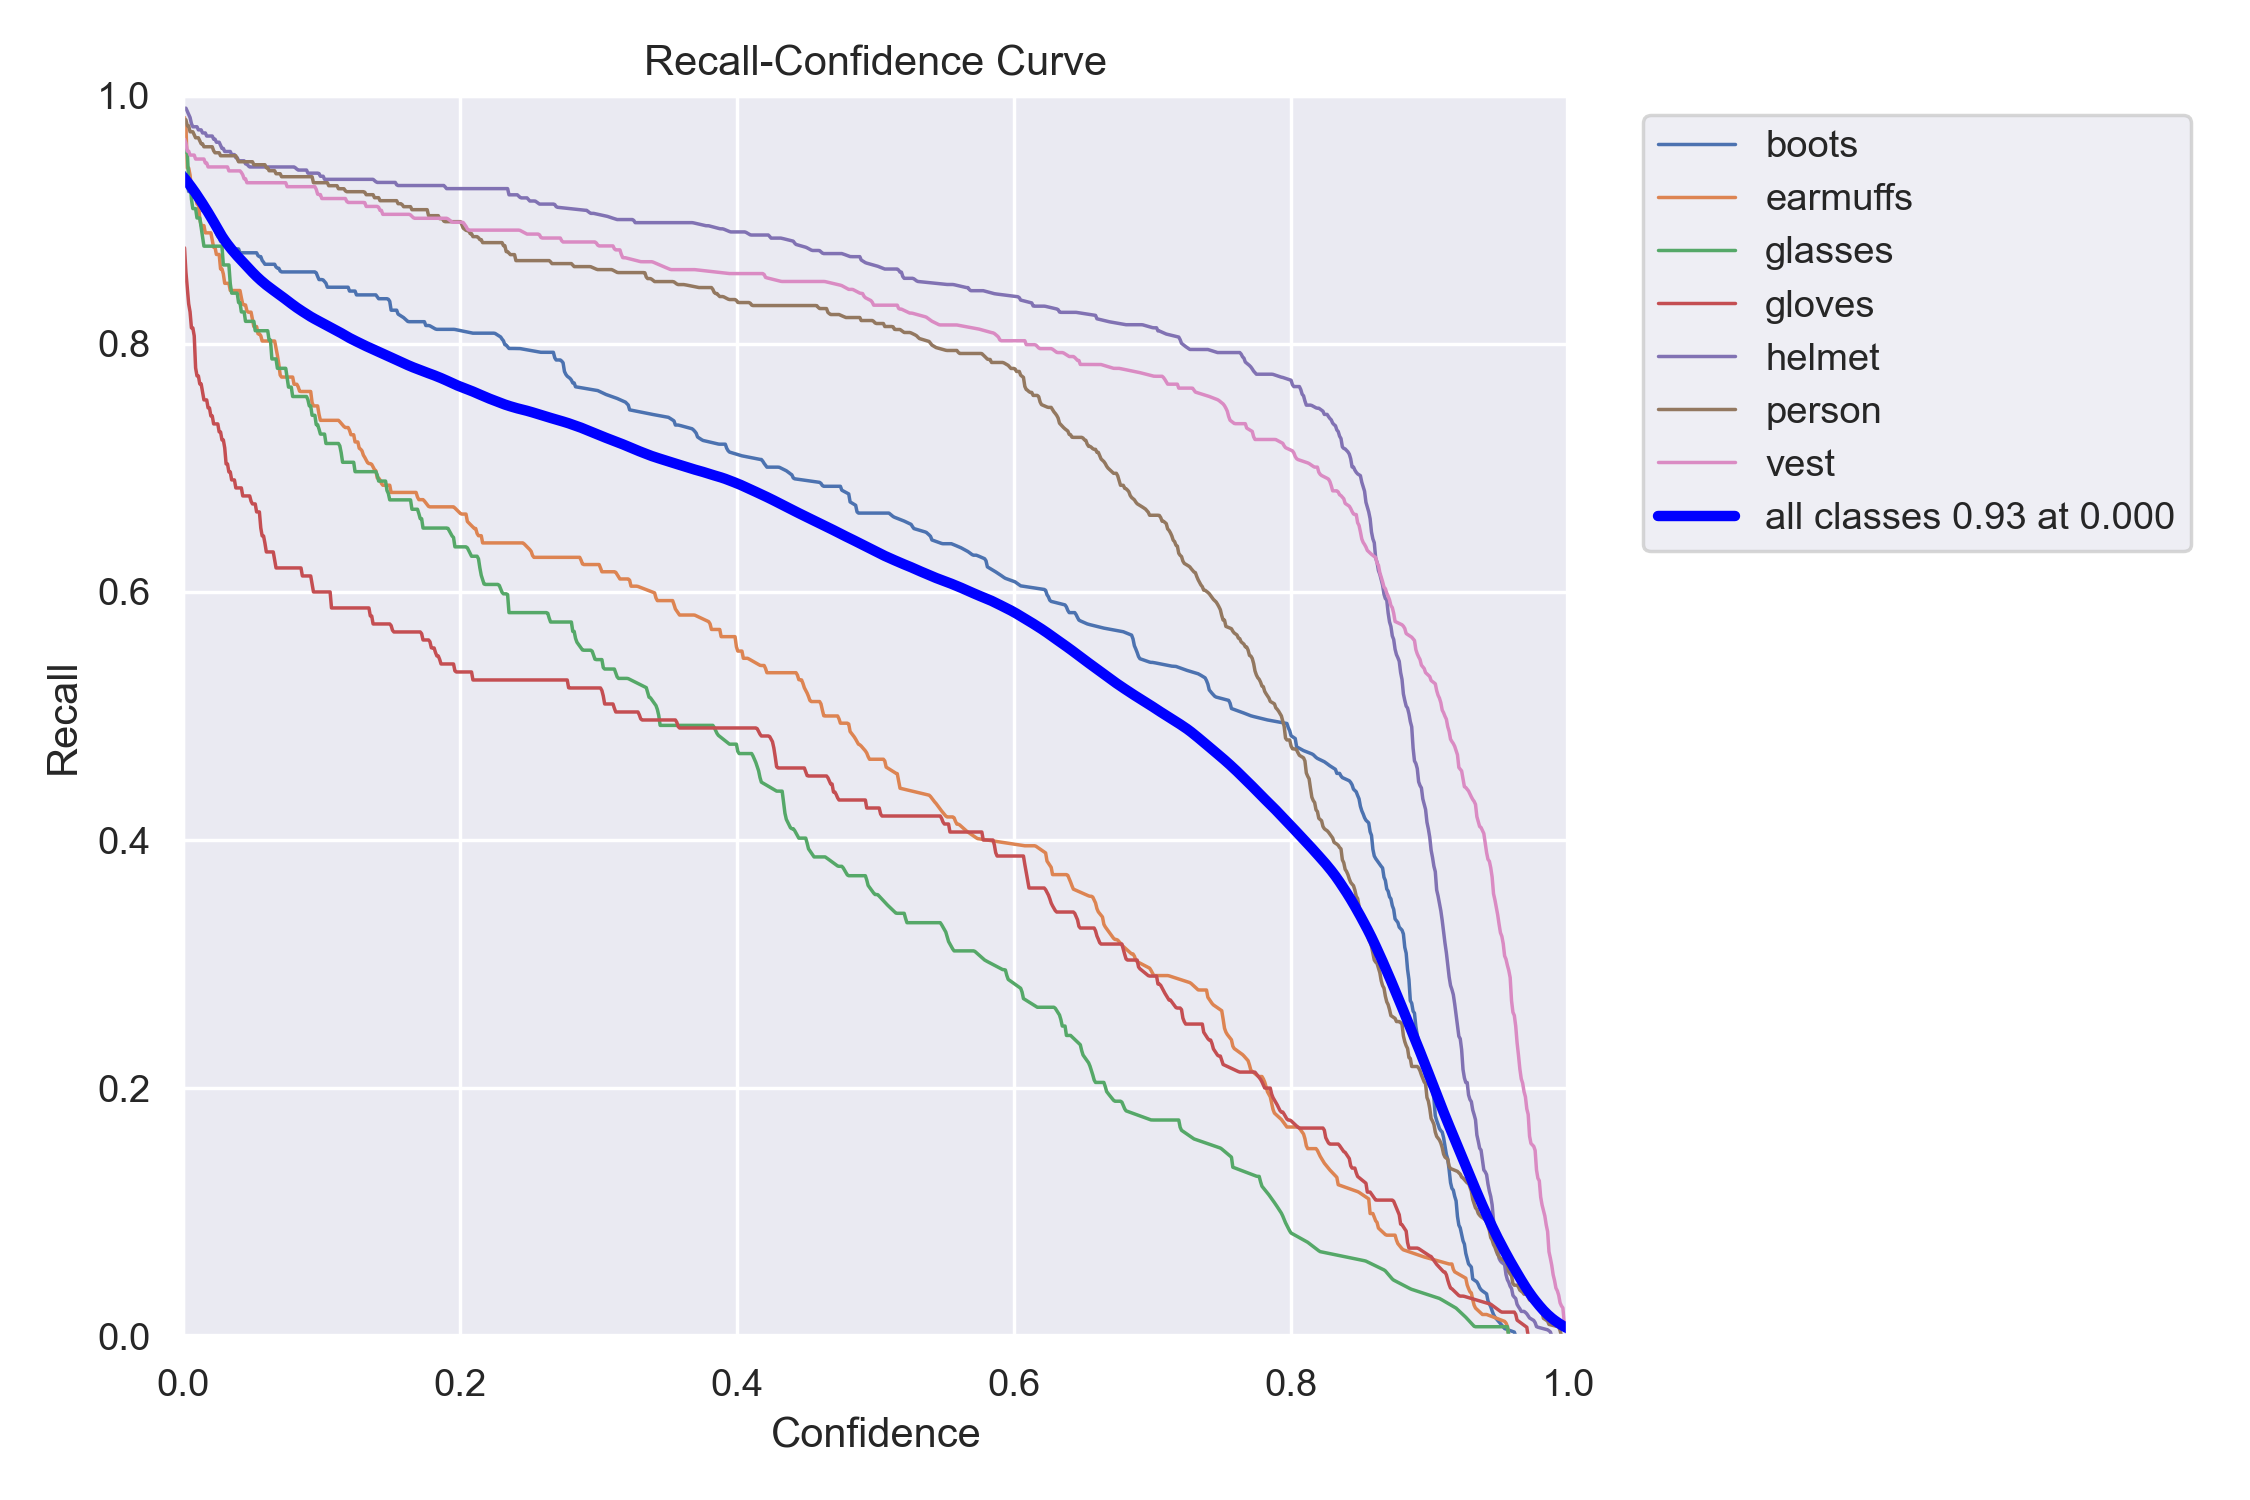 Recall-Confidence Curve
1.0
0.8
0.6
0.4
0.2
0.0
Recall
0.0 0.2 0.4 0.6 0.8 1.0
Confidence
boots
earmuffs
glasses
gloves
helmet
person
vest
all classes 0.93 at 0.000